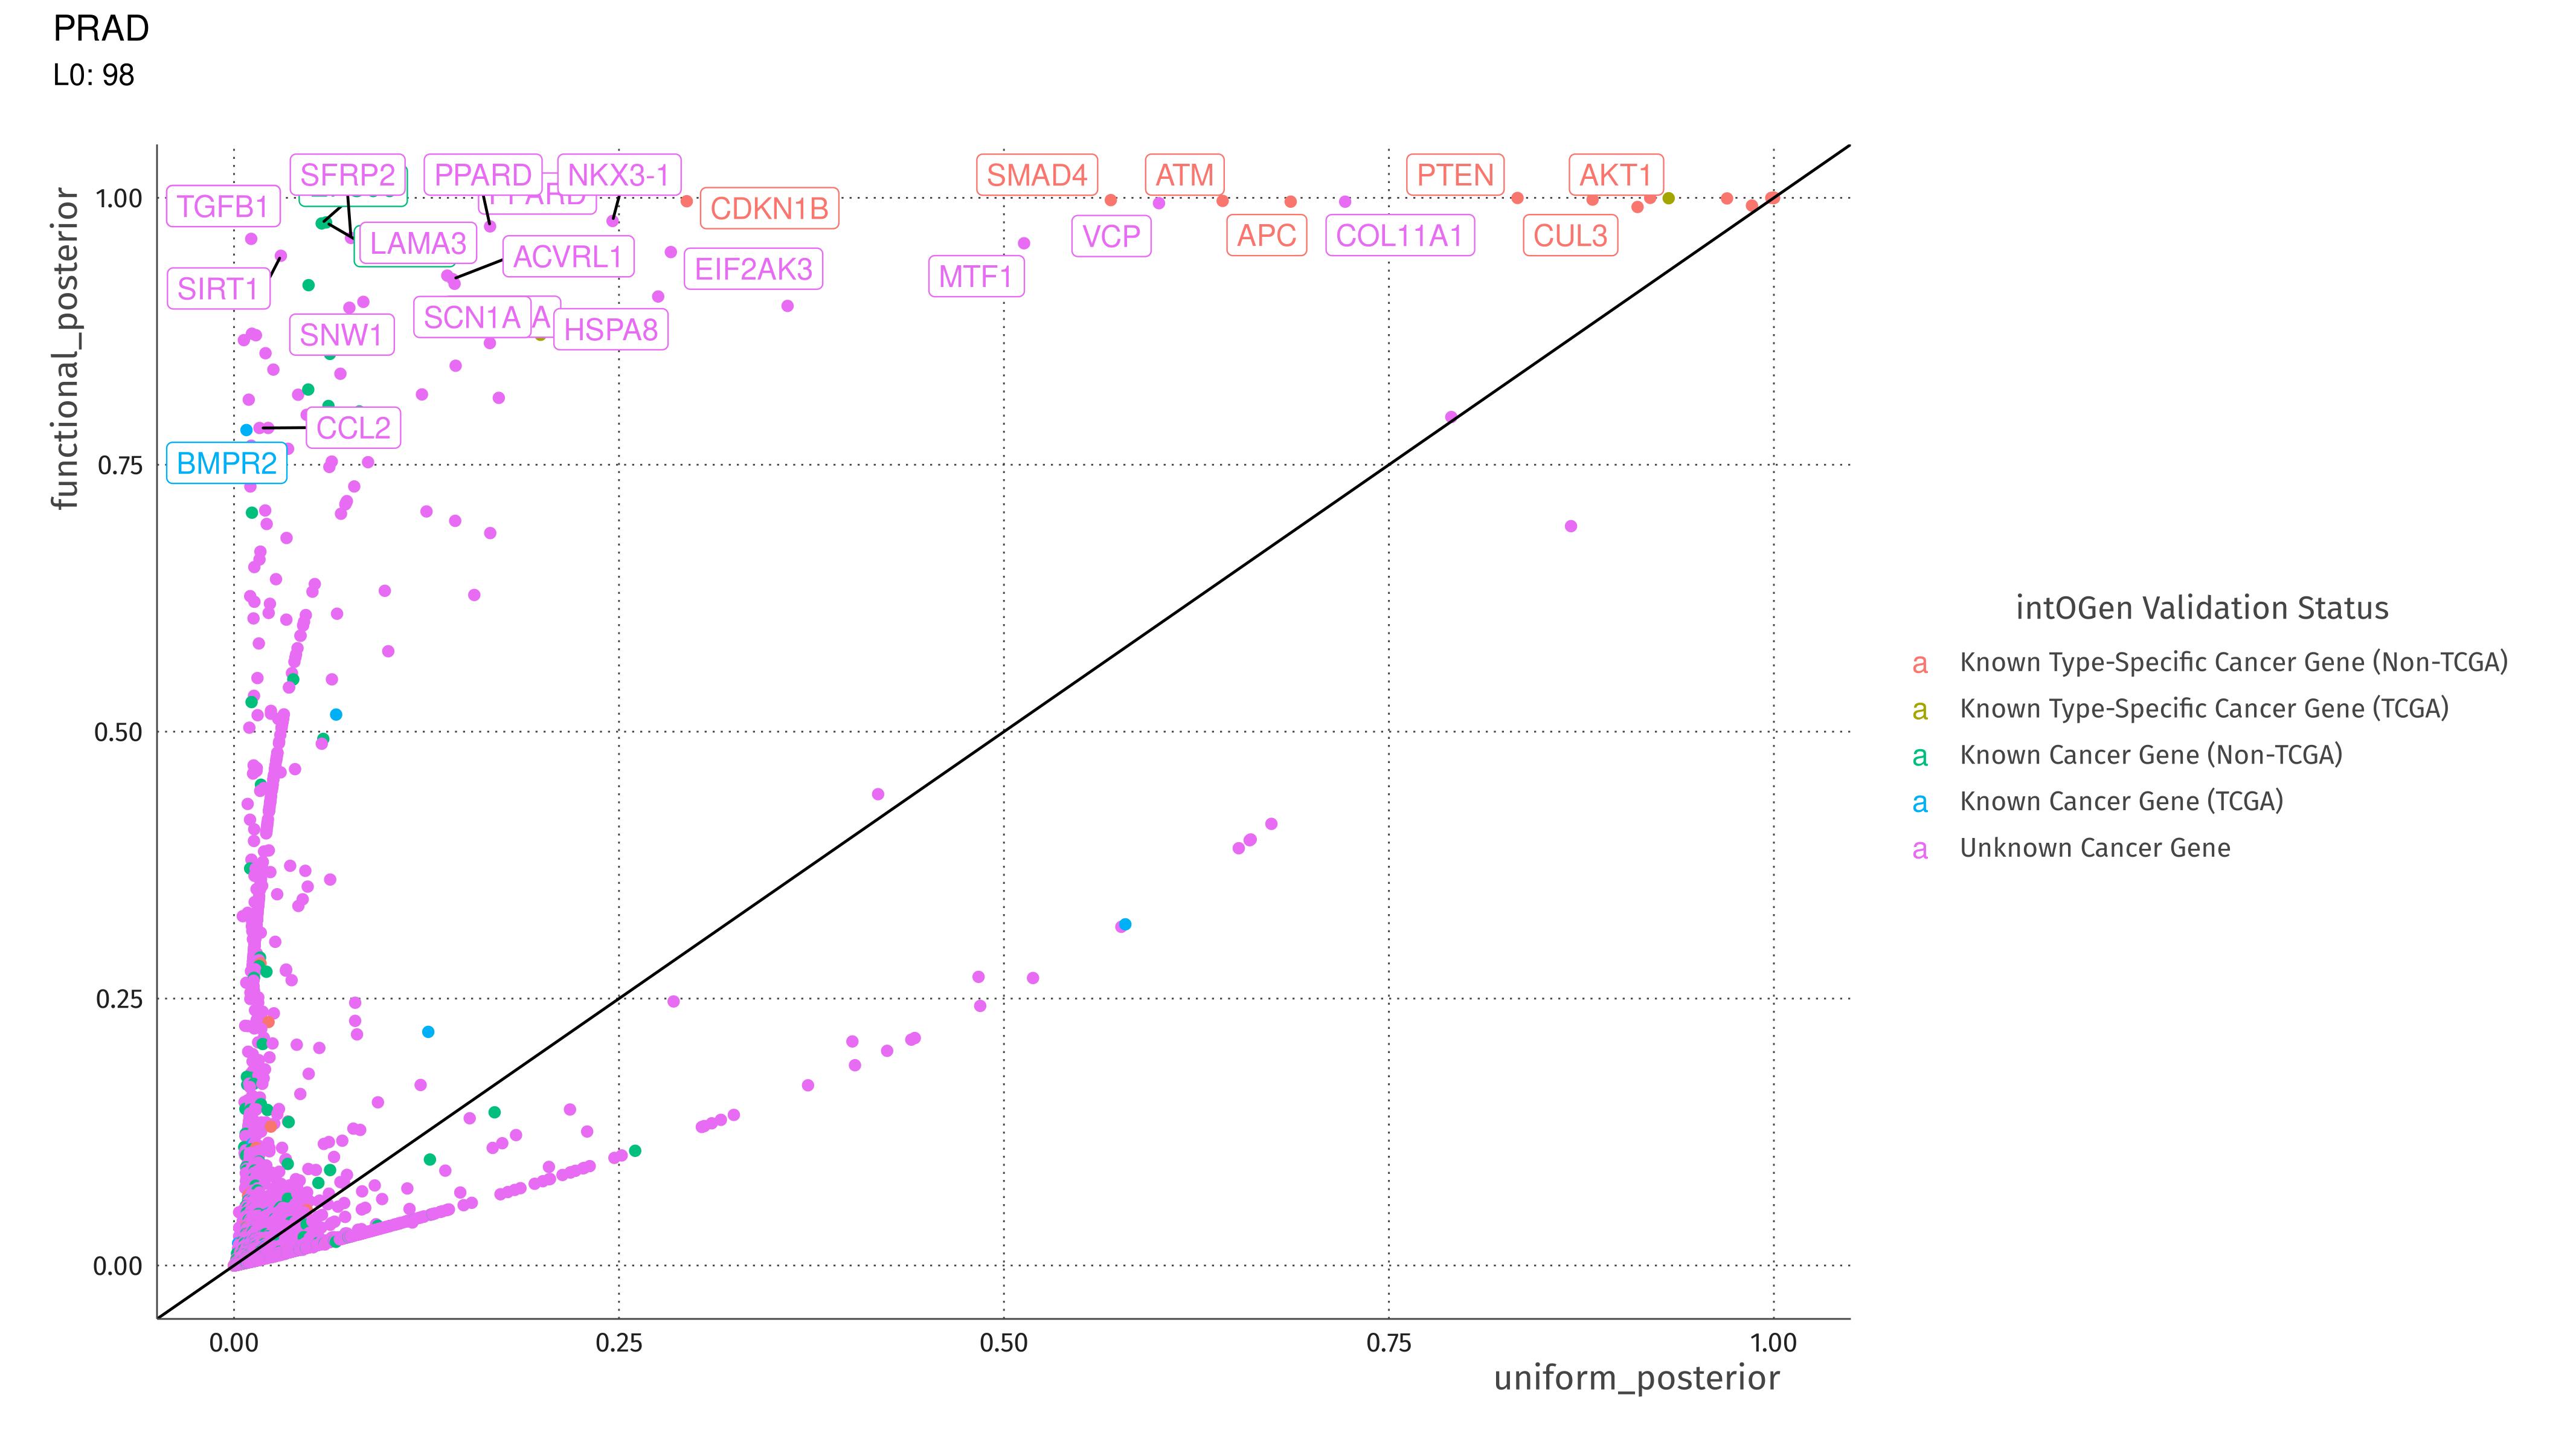 PRAD
L0: 98
functional_posterior
1.00
0.75
0.50
0.25
0.00
SFRP2
PPARD
NKX3-1
TGFB1
PPARD
CDKN1B
SMAD4
ATM
PTEN
AKT1
LAMA3
ACVRL1
EIF2AK3
MTF1
VCP
APC
COL11A1
CUL3
SIRT1
SNW1
SCN1A
A
HSPA8
CCL2
BMPR2
0.00
0.25
0.50
0.75
1.00
uniform_posterior
intOGen Validation Status
a Known Type-Specific Cancer Gene (Non-TCGA)
a Known Type-Specific Cancer Gene (TCGA)
a Known Cancer Gene (Non-TCGA)
a Known Cancer Gene (TCGA)
a Unknown Cancer Gene